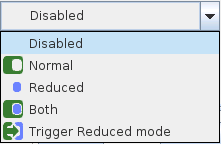 Disabled
Disabled
Normal
Reduced
Both
Trigger Reduced mode